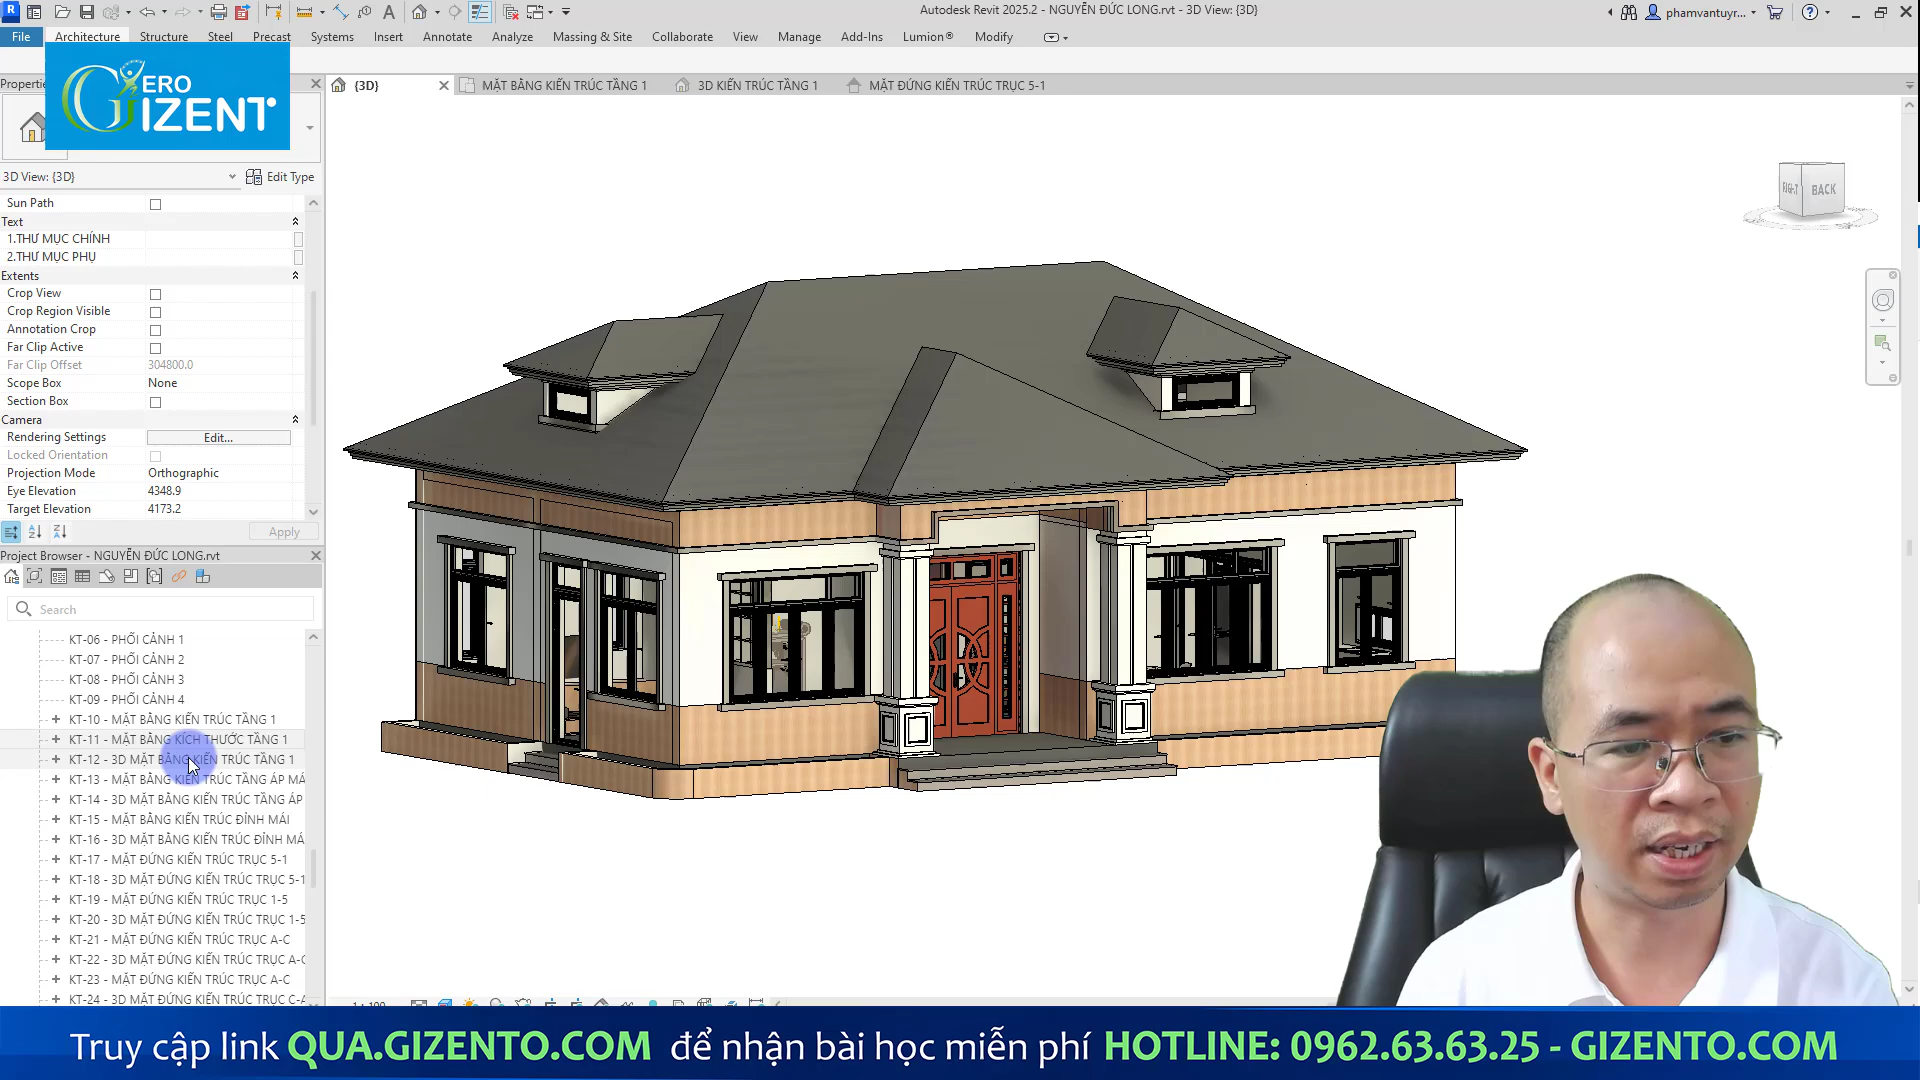 Autodesk Revit 2025.2 - NGUYỄN ĐỨC LONG.rvt - 3D View: {3D}
phamvantuyr...
File Architecture Structure Steel Precast Systems Insert Annotate Analyze Massing & Site Collaborate View Manage Add-Ins Lumion® Modify
GERO
GIZENTO
{3D}
MẶT BẰNG KIẾN TRÚC TẦNG 1
3D KIẾN TRÚC TẦNG 1
MẶT ĐỨNG KIẾN TRÚC TRỤC 5-1
3D View: {3D}
Edit Type
Sun Path
Text
1.THƯ MỤC CHÍNH
2.THƯ MỤC PHỤ
Extents
Crop View
Crop Region Visible
Annotation Crop
Far Clip Active
Far Clip Offset 304800.0
Scope Box None
Section Box
Camera
Rendering Settings Edit...
Locked Orientation
Projection Mode Orthographic
Eye Elevation 4348.9
Target Elevation 4173.2
Apply
Project Browser - NGUYỄN ĐỨC LONG.rvt
Search
KT-06 - PHỐI CẢNH 1
KT-07 - PHỐI CẢNH 2
KT-08 - PHỐI CẢNH 3
KT-09 - PHỐI CẢNH 4
KT-10 - MẶT BẰNG KIẾN TRÚC TẦNG 1
KT-11 - MẶT BẰNG KÍCH THƯỚC TẦNG 1
KT-12 - 3D MẶT BẰNG KIẾN TRÚC TẦNG 1
KT-13 - MẶT BẰNG KIẾN TRÚC TẦNG ÁP MÁ
KT-14 - 3D MẶT BẰNG KIẾN TRÚC TẦNG ÁP
KT-15 - MẶT BẰNG KIẾN TRÚC ĐỈNH MÁI
KT-16 - 3D MẶT BẰNG KIẾN TRÚC ĐỈNH MÁ
KT-17 - MẶT ĐỨNG KIẾN TRÚC TRỤC 5-1
KT-18 - 3D MẶT ĐỨNG KIẾN TRÚC TRỤC 5-1
KT-19 - MẶT ĐỨNG KIẾN TRÚC TRỤC 1-5
KT-20 - 3D MẶT ĐỨNG KIẾN TRÚC TRỤC 1-5
KT-21 - MẶT ĐỨNG KIẾN TRÚC TRỤC A-C
KT-22 - 3D MẶT ĐỨNG KIẾN TRÚC TRỤC A-C
KT-23 - MẶT ĐỨNG KIẾN TRÚC TRỤC A-C
KT-24 - 3D MẶT ĐỨNG KIẾN TRÚC TRỤC C-A
RIGHT
BACK
Truy cập link QUA.GIZENTO.COM để nhận bài học miễn phí HOTLINE: 0962.63.63.25 - GIZENTO.COM